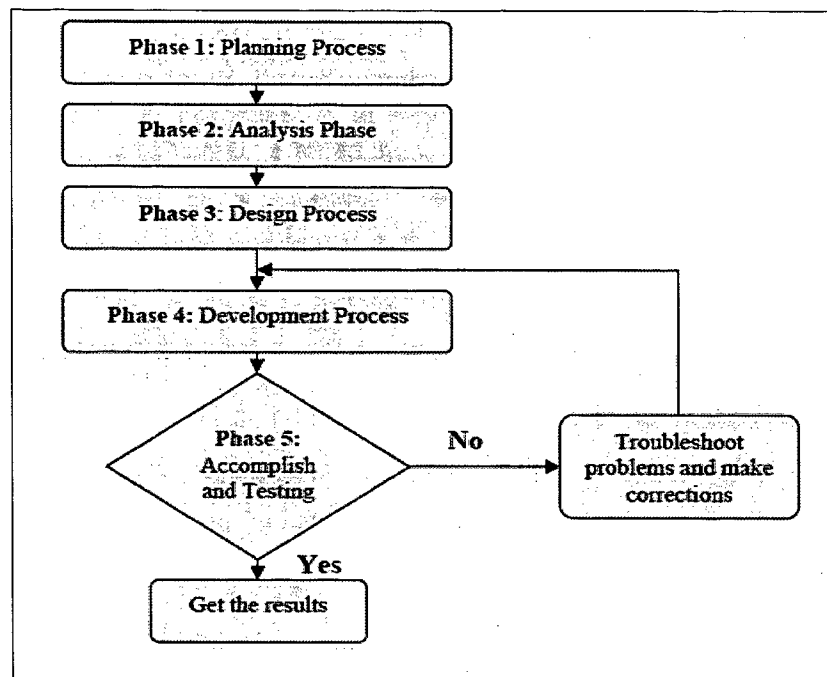 Phase 1: Planning Process
Phase 2: Analysis Phase
Phase 3: Design Process
Phase 4: Development Process
Phase 5:
Accomplish
and Testing
No
Troubleshoot
problems and make
corrections
Yes
Get the results